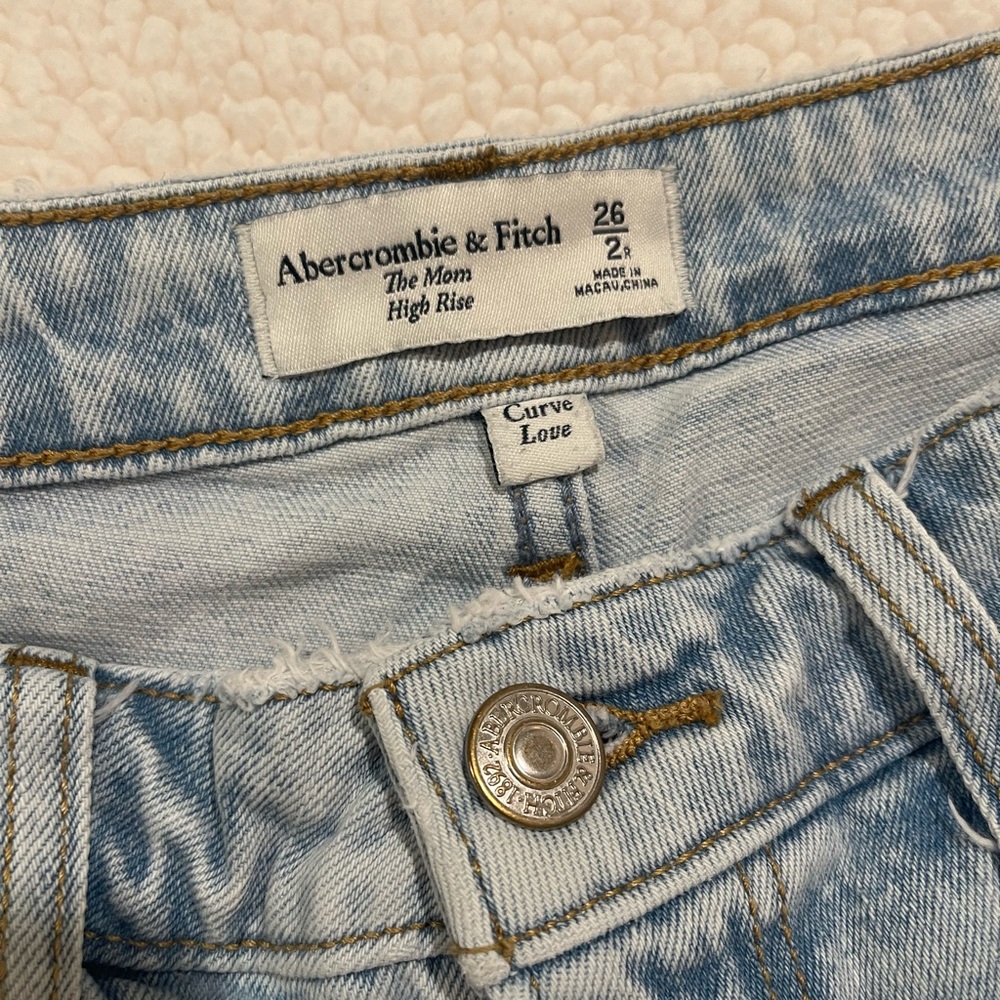 Abercrombie & Fitch
The Mom
High Rise
26
2R
MADE IN
MACAU,CHINA
Curve
Love
ABERCROMBIE & FITCH · 1892 ·